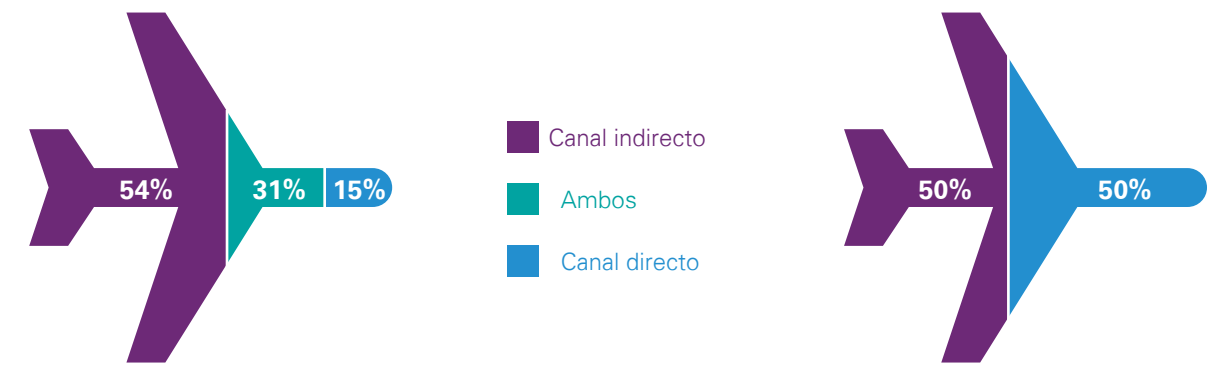 54% 31% 15%
Canal indirecto
Ambos
Canal directo
50% 50%